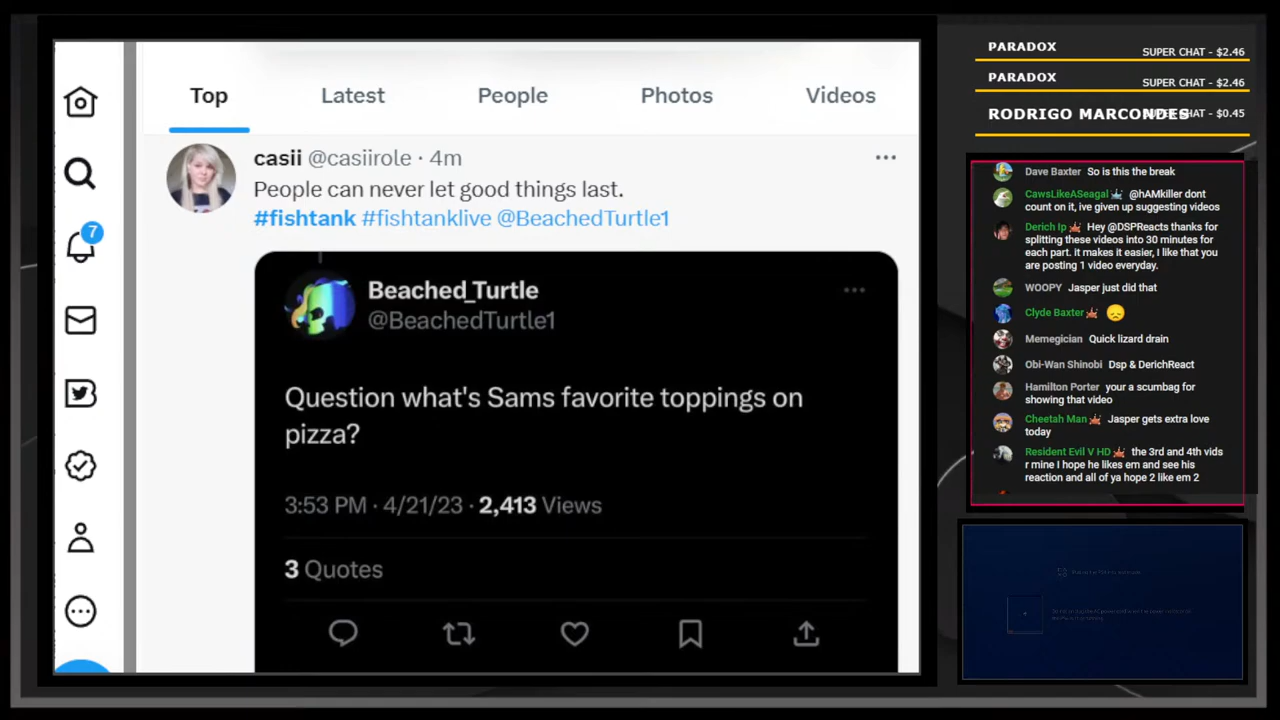 Top
Latest
People
Photos
Videos
7
casii @casiirole · 4m
People can never let good things last.
#fishtank #fishtanklive @BeachedTurtle1
Beached_Turtle
@BeachedTurtle1
Question what's Sams favorite toppings on
pizza?
3:53 PM · 4/21/23 · 2,413 Views
3 Quotes
PARADOX
SUPER CHAT - $2.46
PARADOX
SUPER CHAT - $2.46
RODRIGO MARCONDES
SUPER CHAT - $0.45
Dave Baxter So is this the break
CawsLikeASeagal @hAMkiller dont
count on it, ive given up suggesting videos
Derich Ip Hey @DSPReacts thanks for
splitting these videos into 30 minutes for
each part. it makes it easier, I like that you
are posting 1 video everyday.
WOOPY Jasper just did that
Clyde Baxter 😞
Memegician Quick lizard drain
Obi-Wan Shinobi Dsp & DerichReact
Hamilton Porter your a scumbag for
showing that video
Cheetah Man Jasper gets extra love
today
Resident Evil V HD the 3rd and 4th vids
r mine I hope he likes em and see his
reaction and all of ya hope 2 like em 2